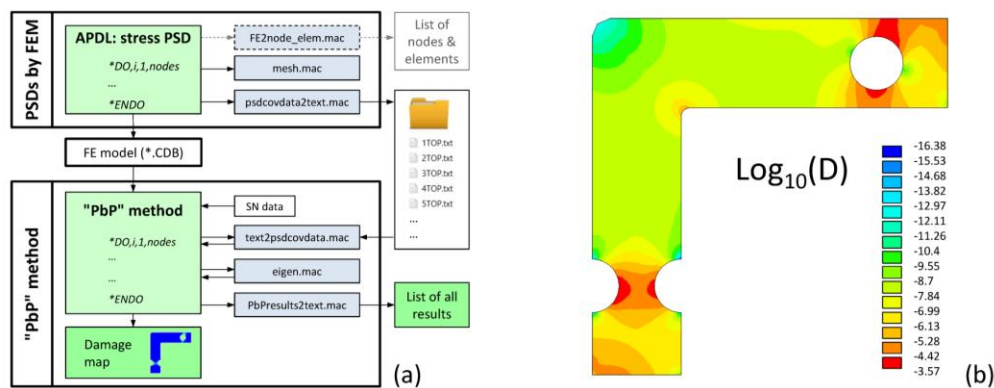 PSDs by FEM
APDL: stress PSD
*DO,i,1,nodes
...
*ENDO
FE2node_elem.mac
mesh.mac
psdcovdata2text.mac
List of
nodes &
elements
1TOP.txt
2TOP.txt
3TOP.txt
4TOP.txt
5TOP.txt
...
...
FE model (*.CDB)
"PbP" method
"PbP" method
*DO,i,1,nodes
...
...
*ENDO
SN data
text2psdcovdata.mac
eigen.mac
PbPresults2text.mac
List of all
results
Damage
map
(a)
Log10(D)
-16.38
-15.53
-14.68
-13.82
-12.97
-12.11
-11.26
-10.4
-9.55
-8.7
-7.84
-6.99
-6.13
-5.28
-4.42
-3.57
(b)